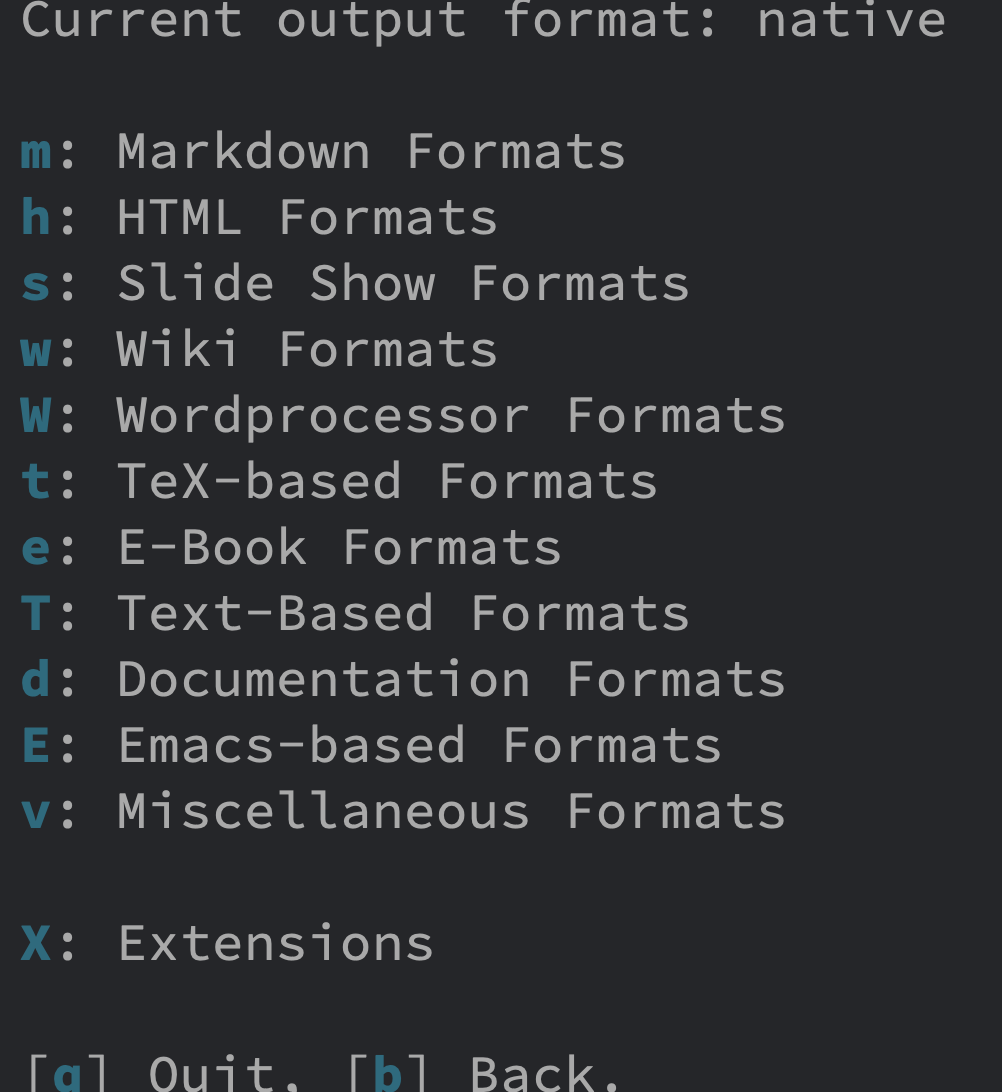 Current output format: native
m: Markdown Formats
h: HTML Formats
s: Slide Show Formats
w: Wiki Formats
W: Wordprocessor Formats
t: TeX-based Formats
e: E-Book Formats
T: Text-Based Formats
d: Documentation Formats
E: Emacs-based Formats
v: Miscellaneous Formats
X: Extensions
[q] Quit, [b] Back.